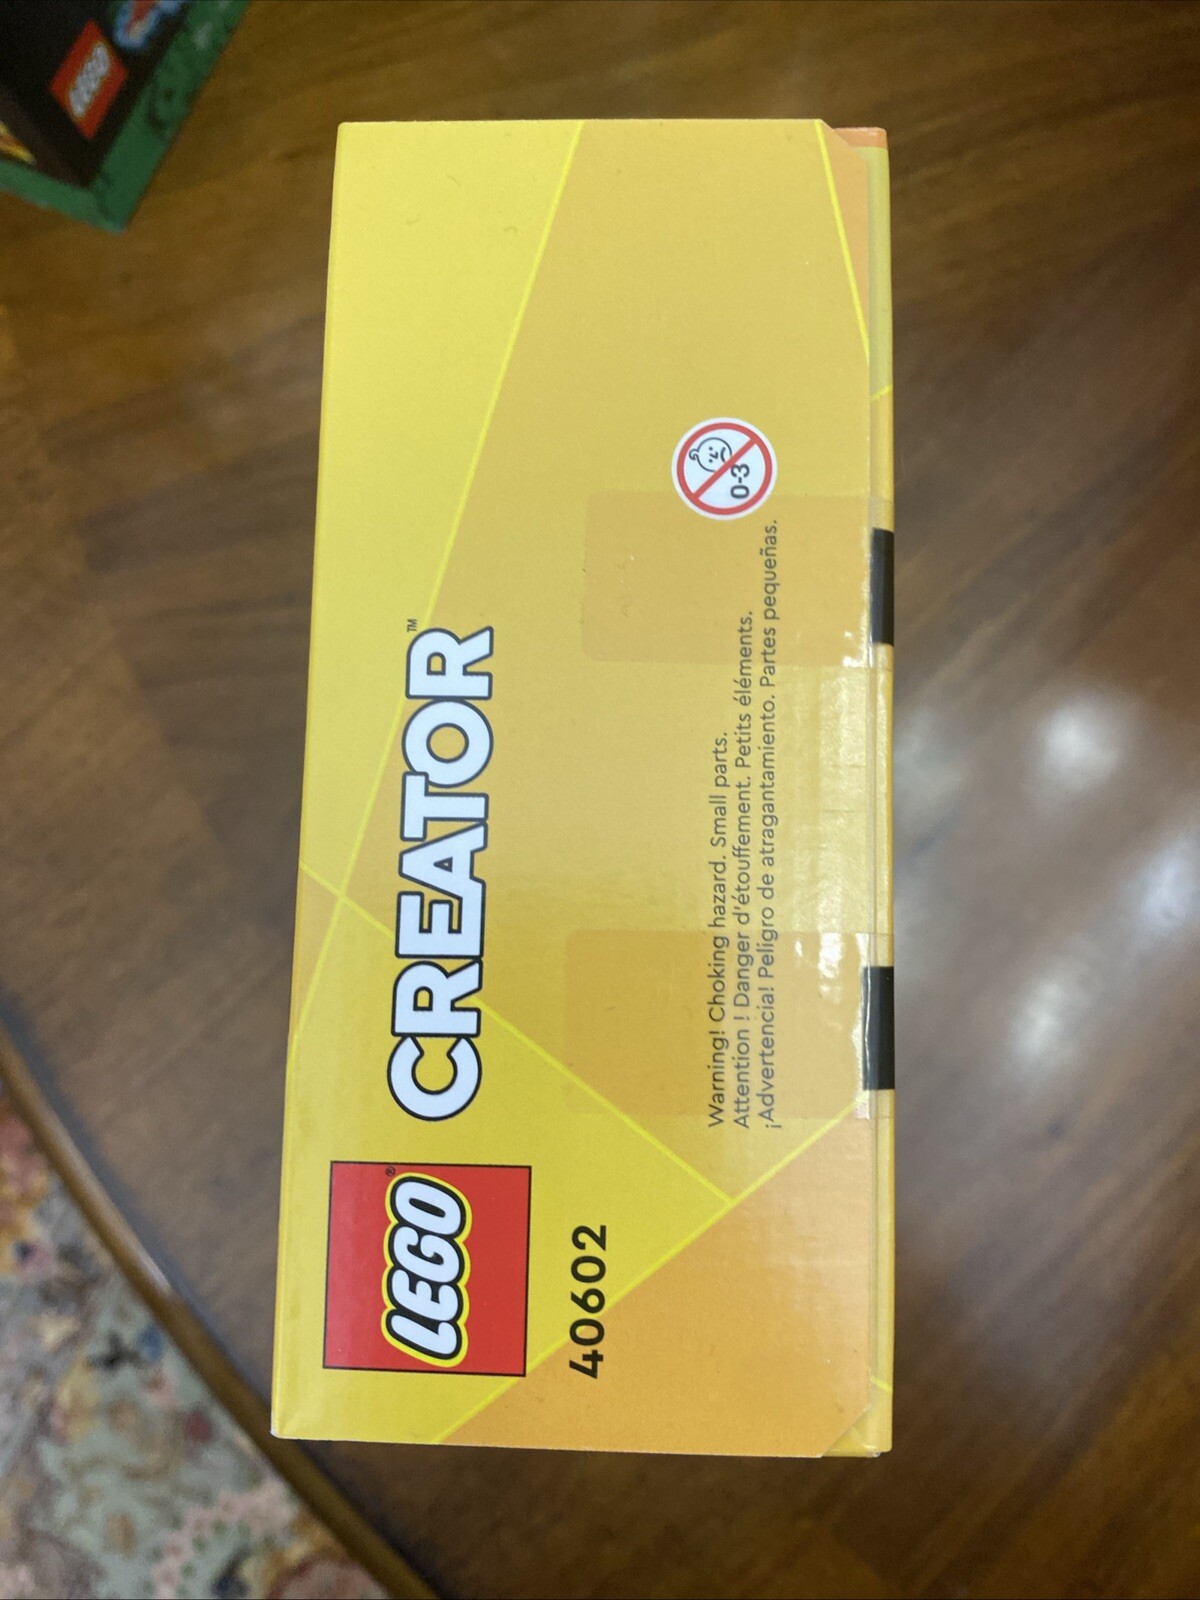 LEGO®
CREATOR™
40602
0-3
Warning! Choking hazard. Small parts.
Attention ! Danger d'étouffement. Petits éléments.
¡Advertencia! Peligro de atragantamiento. Partes pequeñas.
LEGO